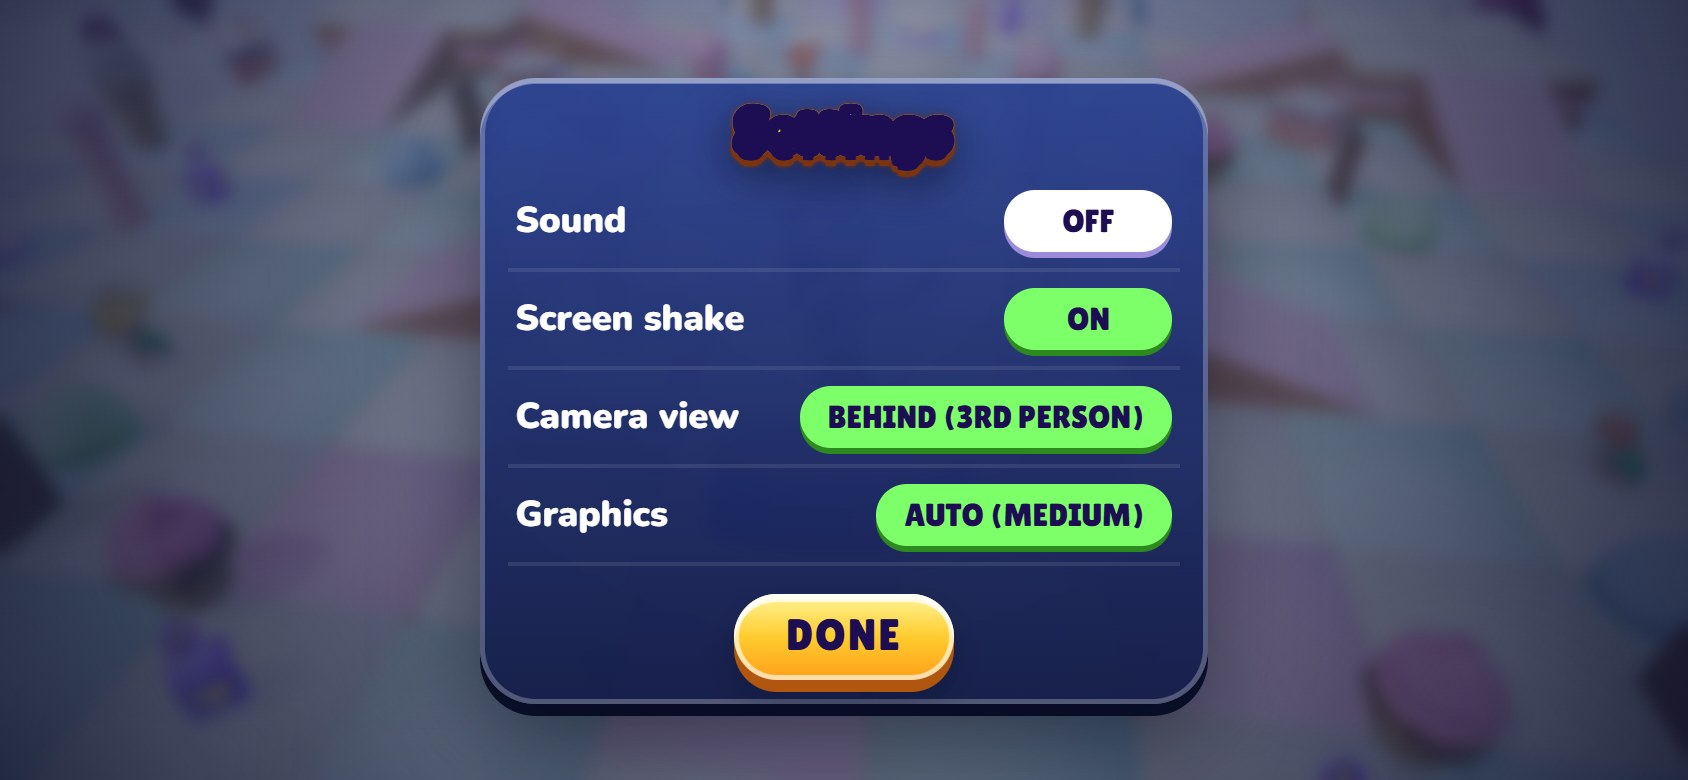 Settings
Sound
OFF
Screen shake
ON
Camera view
BEHIND (3RD PERSON)
Graphics
AUTO (MEDIUM)
DONE